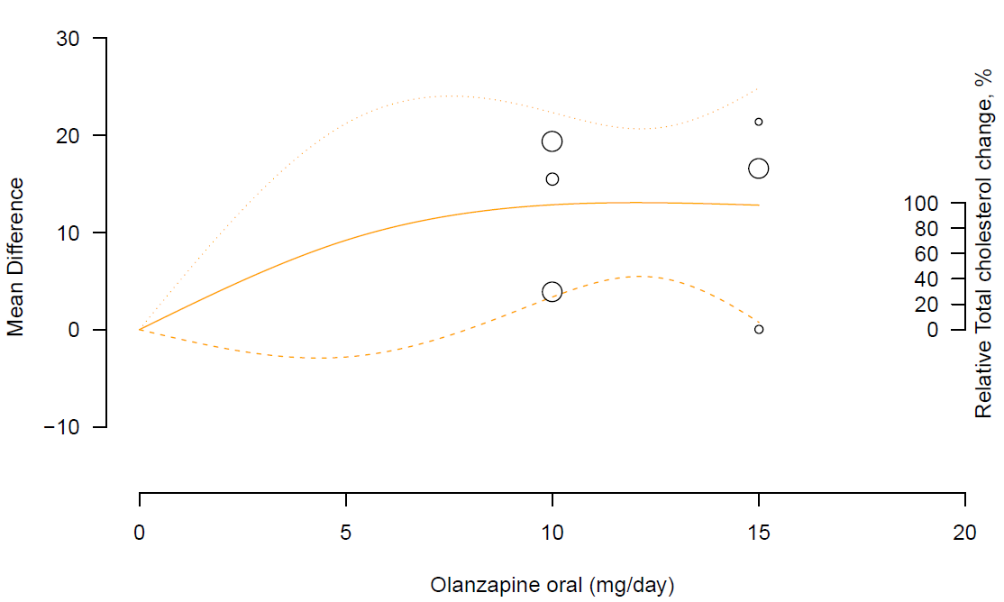 Mean Difference
30
20
10
0
−10
Relative Total cholesterol change, %
100
80
60
40
20
0
0 5 10 15 20
Olanzapine oral (mg/day)